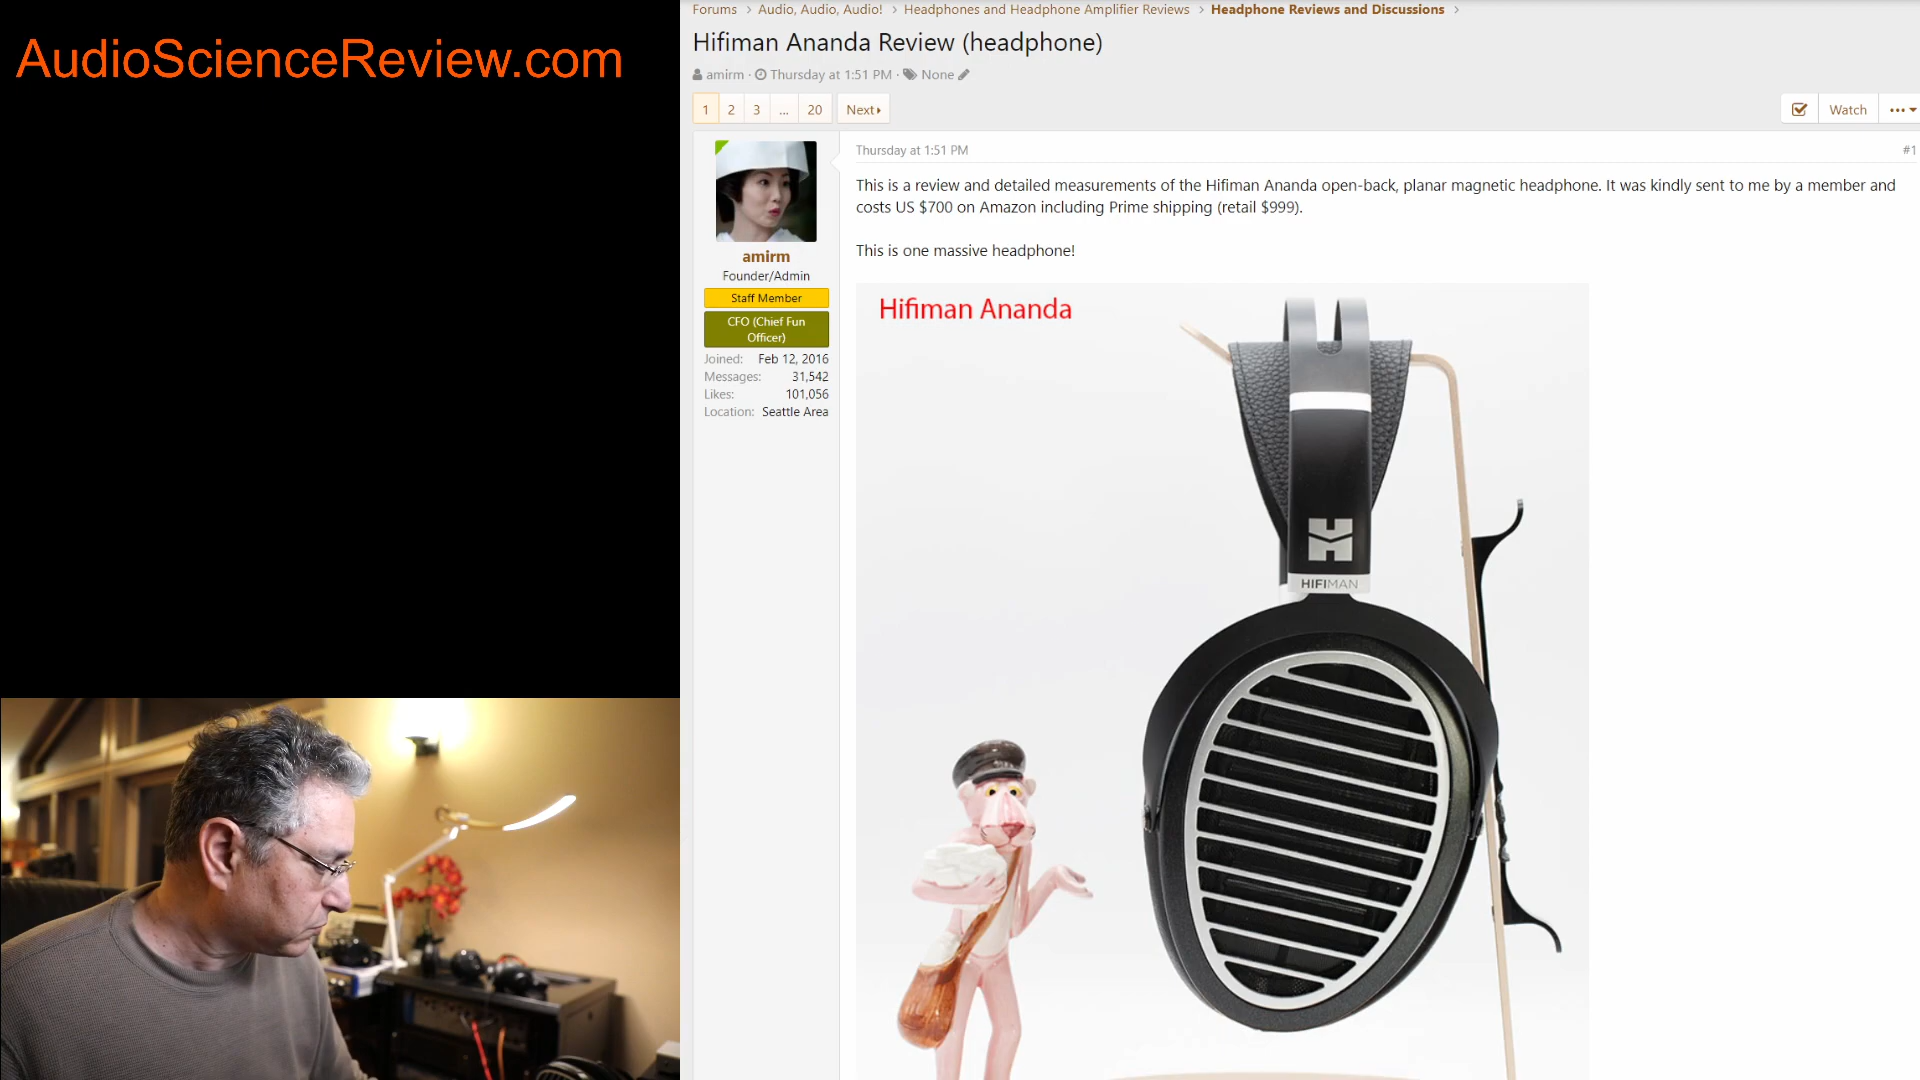 AudioScienceReview.com
Forums > Audio, Audio, Audio! > Headphones and Headphone Amplifier Reviews > Headphone Reviews and Discussions >
Hifiman Ananda Review (headphone)
amirm · Thursday at 1:51 PM · None
1 2 3 ... 20 Next
Watch
Thursday at 1:51 PM
#1
amirm
Founder/Admin
Staff Member
CFO (Chief Fun
Officer)
Joined: Feb 12, 2016
Messages: 31,542
Likes: 101,056
Location: Seattle Area
This is a review and detailed measurements of the Hifiman Ananda open-back, planar magnetic headphone. It was kindly sent to me by a member and
costs US $700 on Amazon including Prime shipping (retail $999).
This is one massive headphone!
Hifiman Ananda
HIFIMAN